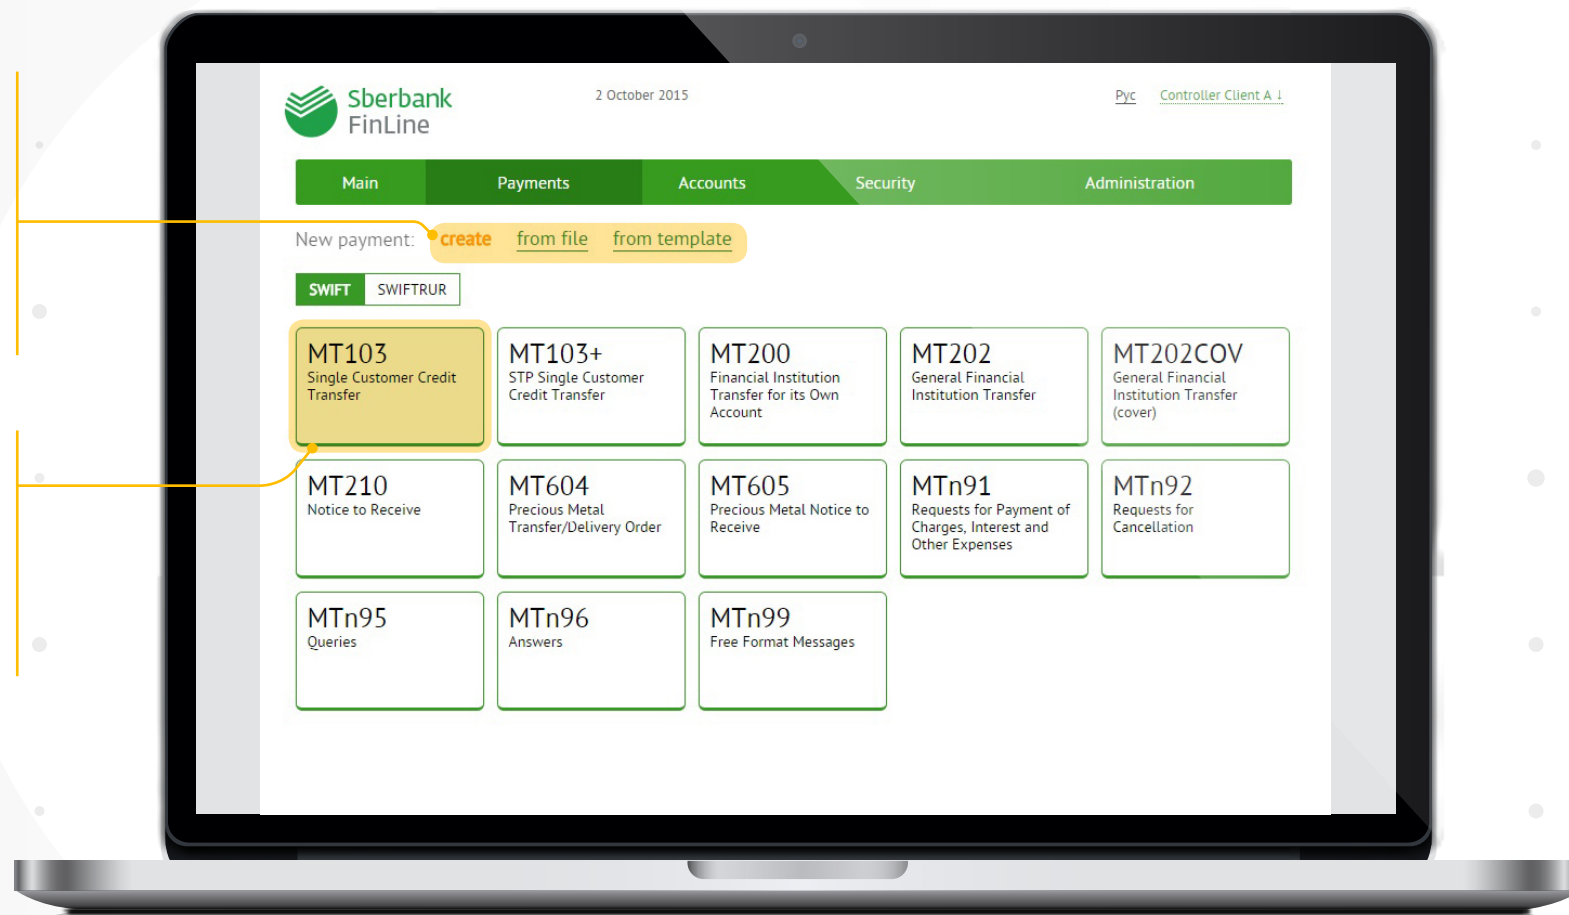 Sberbank
FinLine
2 October 2015
Рус
Controller Client A ↓
Main
Payments
Accounts
Security
Administration
New payment:
create
from file
from template
SWIFT
SWIFTRUR
MT103
Single Customer Credit
Transfer
MT103+
STP Single Customer
Credit Transfer
MT200
Financial Institution
Transfer for its Own
Account
MT202
General Financial
Institution Transfer
MT202COV
General Financial
Institution Transfer
(cover)
MT210
Notice to Receive
MT604
Precious Metal
Transfer/Delivery Order
MT605
Precious Metal Notice to
Receive
MTn91
Requests for Payment of
Charges, Interest and
Other Expenses
MTn92
Requests for
Cancellation
MTn95
Queries
MTn96
Answers
MTn99
Free Format Messages